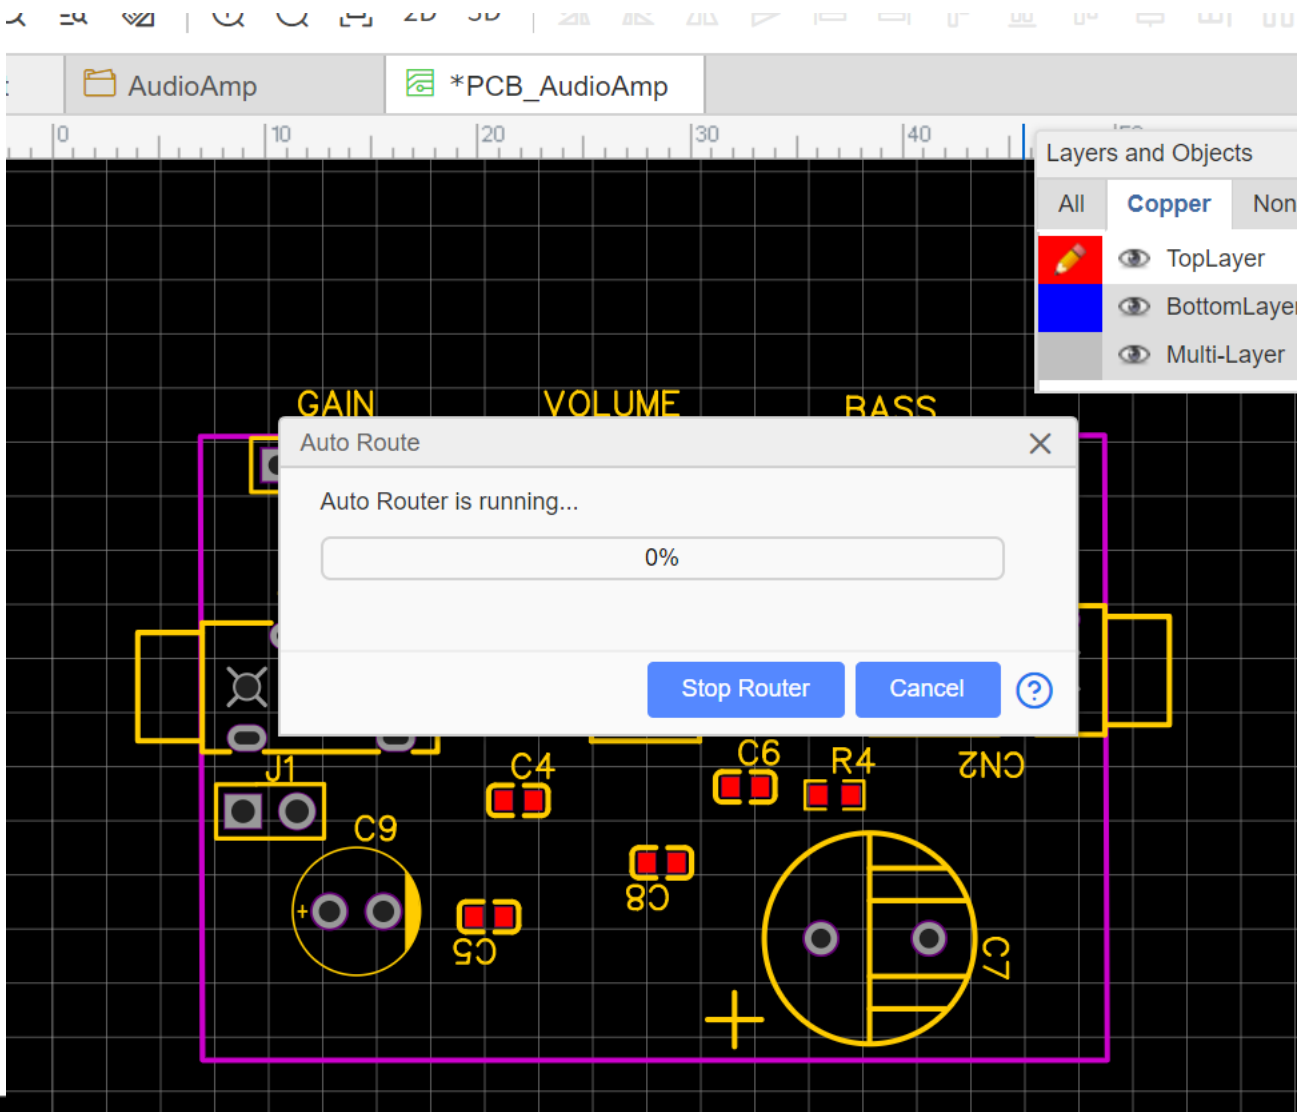 2D 3D
AudioAmp
*PCB_AudioAmp
0 10 20 30 40
Layers and Objects
All Copper Non
TopLayer
BottomLayer
Multi-Layer
GAIN VOLUME BASS
Auto Route
Auto Router is running...
0%
Stop Router Cancel ?
J1 C4 C6 R4 CN2
C9
C8
+
C5 C7